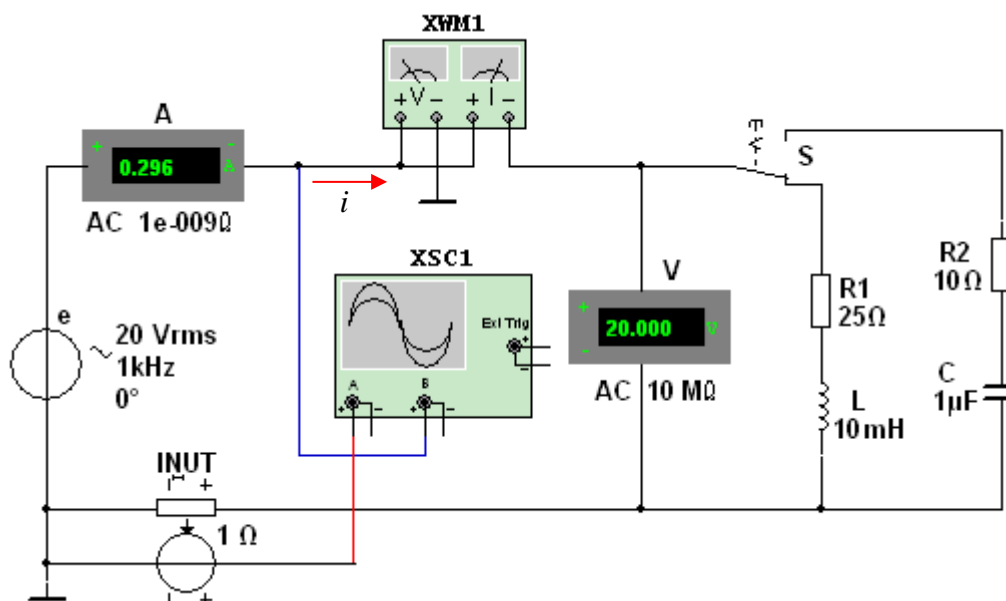 XWM1
+ V − + I −
A
+ 0.296 − A
AC 1e-009Ω
i
S
XSC1
Ext Trig
+
−
A B
+ − + −
V
+
20.000 V
−
AC 10 MΩ
R1
25Ω
R2
10Ω
e
20 Vrms
1kHz
0°
L
10mH
C
1µF
INUT
+
1 Ω
+